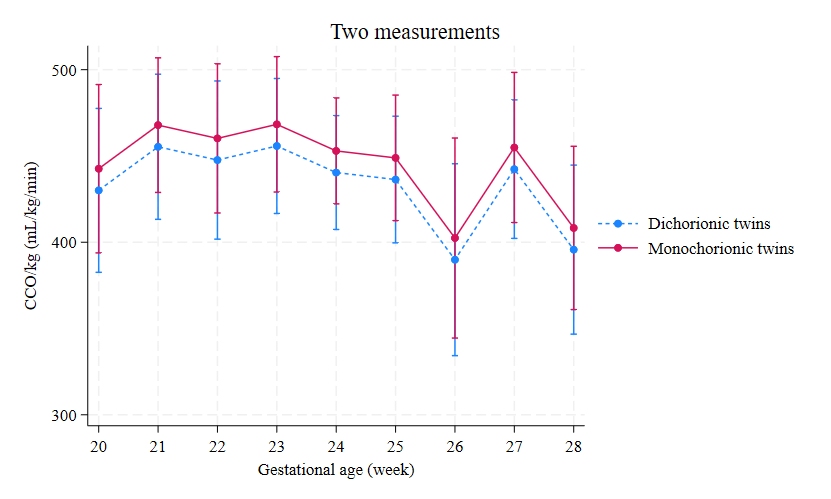 Two measurements
CCO/kg (mL/kg/min)
500
400
300
20 21 22 23 24 25 26 27 28
Gestational age (week)
Dichorionic twins
Monochorionic twins